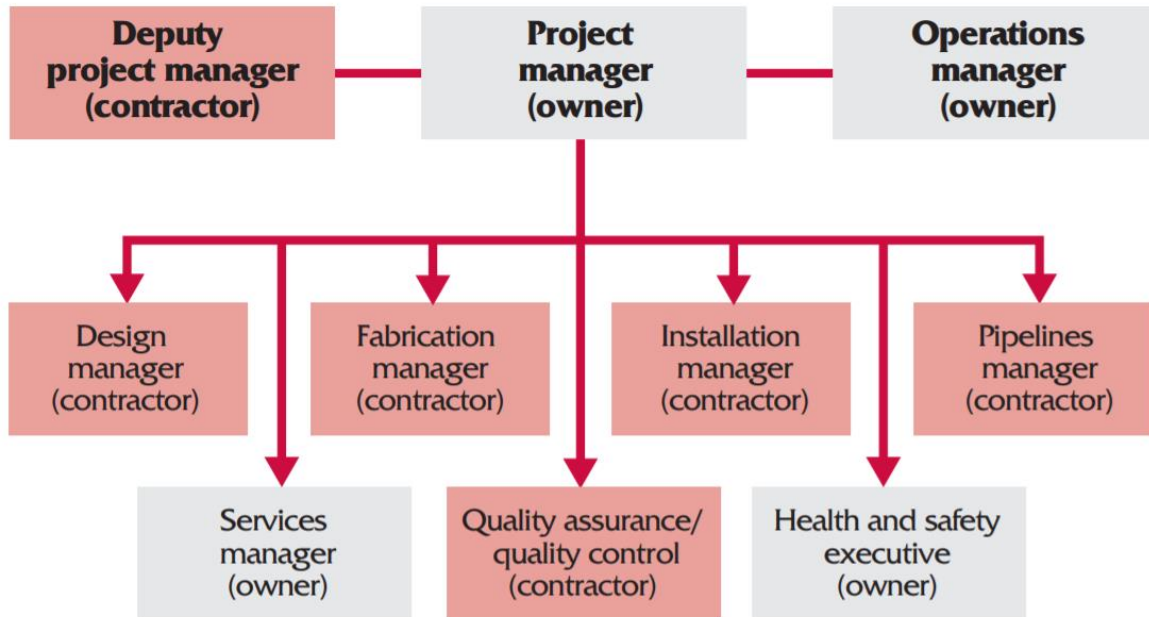 Deputy
project manager
(contractor)
Project
manager
(owner)
Operations
manager
(owner)
Design
manager
(contractor)
Fabrication
manager
(contractor)
Installation
manager
(contractor)
Pipelines
manager
(contractor)
Services
manager
(owner)
Quality assurance/
quality control
(contractor)
Health and safety
executive
(owner)